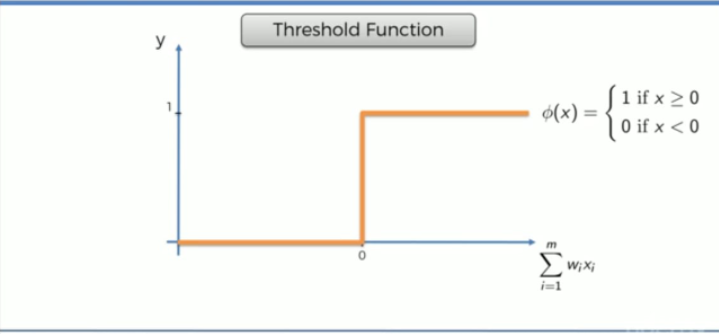 Threshold Function
y
1
ϕ(x) = { 1 if x ≥ 0
0 if x < 0
0
m
∑ wᵢxᵢ
i=1